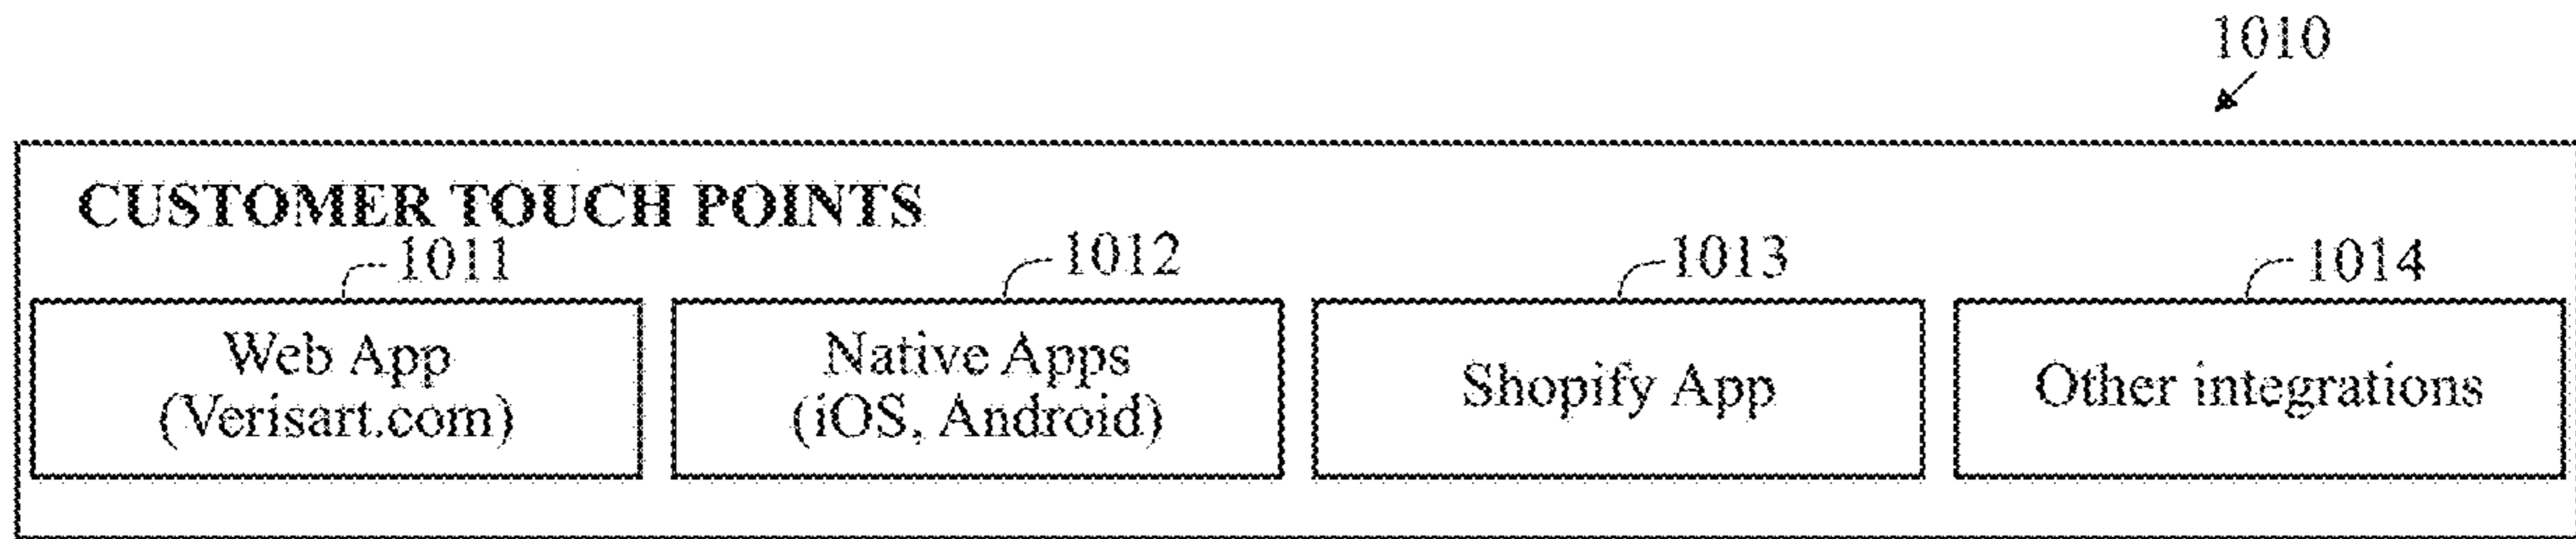 1010
CUSTOMER TOUCH POINTS
1011
1012
1013
1014
Web App
(Verisart.com)
Native Apps
(iOS, Android)
Shopify App
Other integrations